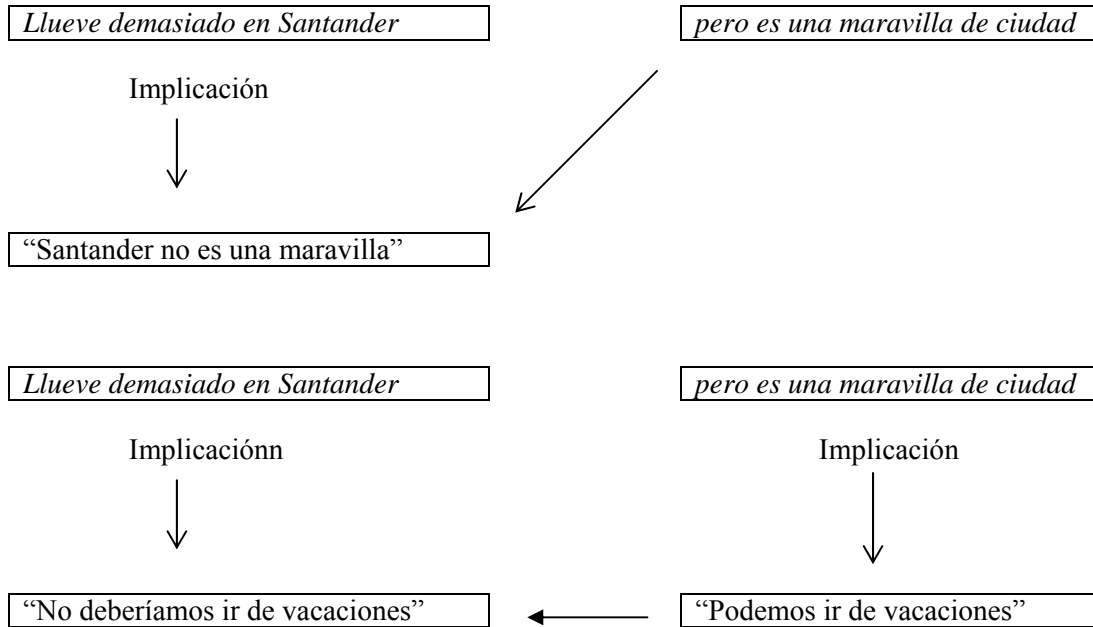 Llueve demasiado en Santander
pero es una maravilla de ciudad
Implicación
“Santander no es una maravilla”
Llueve demasiado en Santander
pero es una maravilla de ciudad
Implicaciónn
Implicación
“No deberíamos ir de vacaciones”
“Podemos ir de vacaciones”